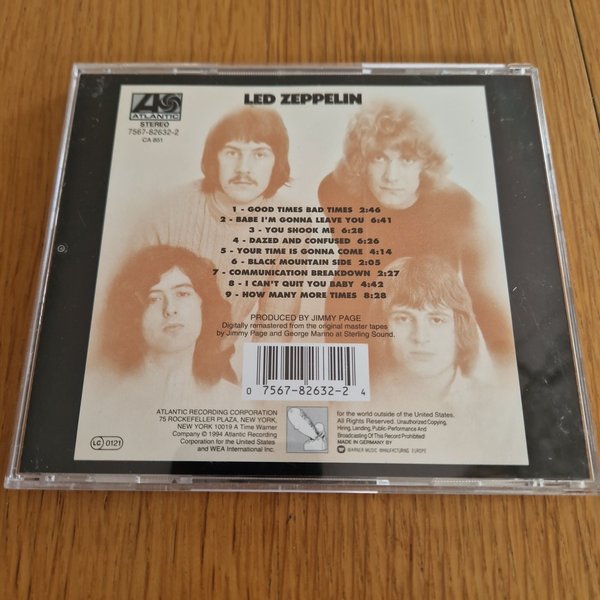 ATLANTIC
STEREO
7567-82632-2
CA 851
LED ZEPPELIN
1 - GOOD TIMES BAD TIMES 2:46
2 - BABE I'M GONNA LEAVE YOU 6:41
3 - YOU SHOOK ME 6:28
4 - DAZED AND CONFUSED 6:26
5 - YOUR TIME IS GONNA COME 4:14
6 - BLACK MOUNTAIN SIDE 2:05
7 - COMMUNICATION BREAKDOWN 2:27
8 - I CAN'T QUIT YOU BABY 4:42
9 - HOW MANY MORE TIMES 8:28
PRODUCED BY JIMMY PAGE
Digitally remastered from the original master tapes
by Jimmy Page and George Marino at Sterling Sound.
0 7567-82632-2 4
ATLANTIC RECORDING CORPORATION
75 ROCKEFELLER PLAZA, NEW YORK,
NEW YORK 10019 A Time Warner
Company © 1994 Atlantic Recording
Corporation for the United States
and WEA International Inc.
for the world outside of the United States.
All Rights Reserved. Unauthorized Copying,
Hiring, Lending, Public-Performance And
Broadcasting Of This Record Prohibited!
MADE IN GERMANY BY
WARNER MUSIC MANUFACTURING EUROPE
LC 0121